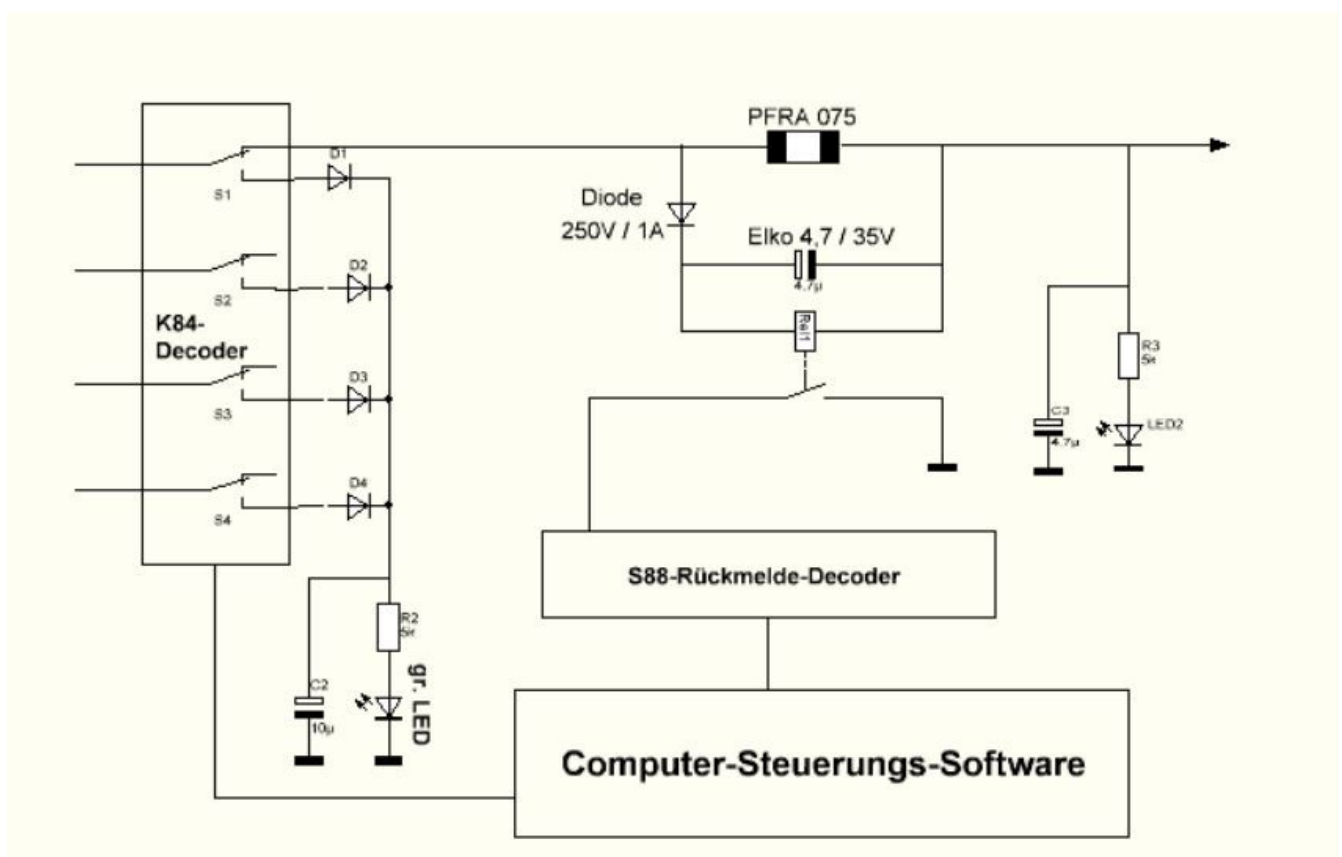 PFRA 075
D1
S1
Diode
250V / 1A
Elko 4,7 / 35V
4.7µ
D2
S2
K84-
Decoder
Rel1
R3
5k
D3
S3
C3
4.7µ
LED2
D4
S4
S88-Rückmelde-Decoder
R2
5k
gr. LED
C2
10µ
Computer-Steuerungs-Software